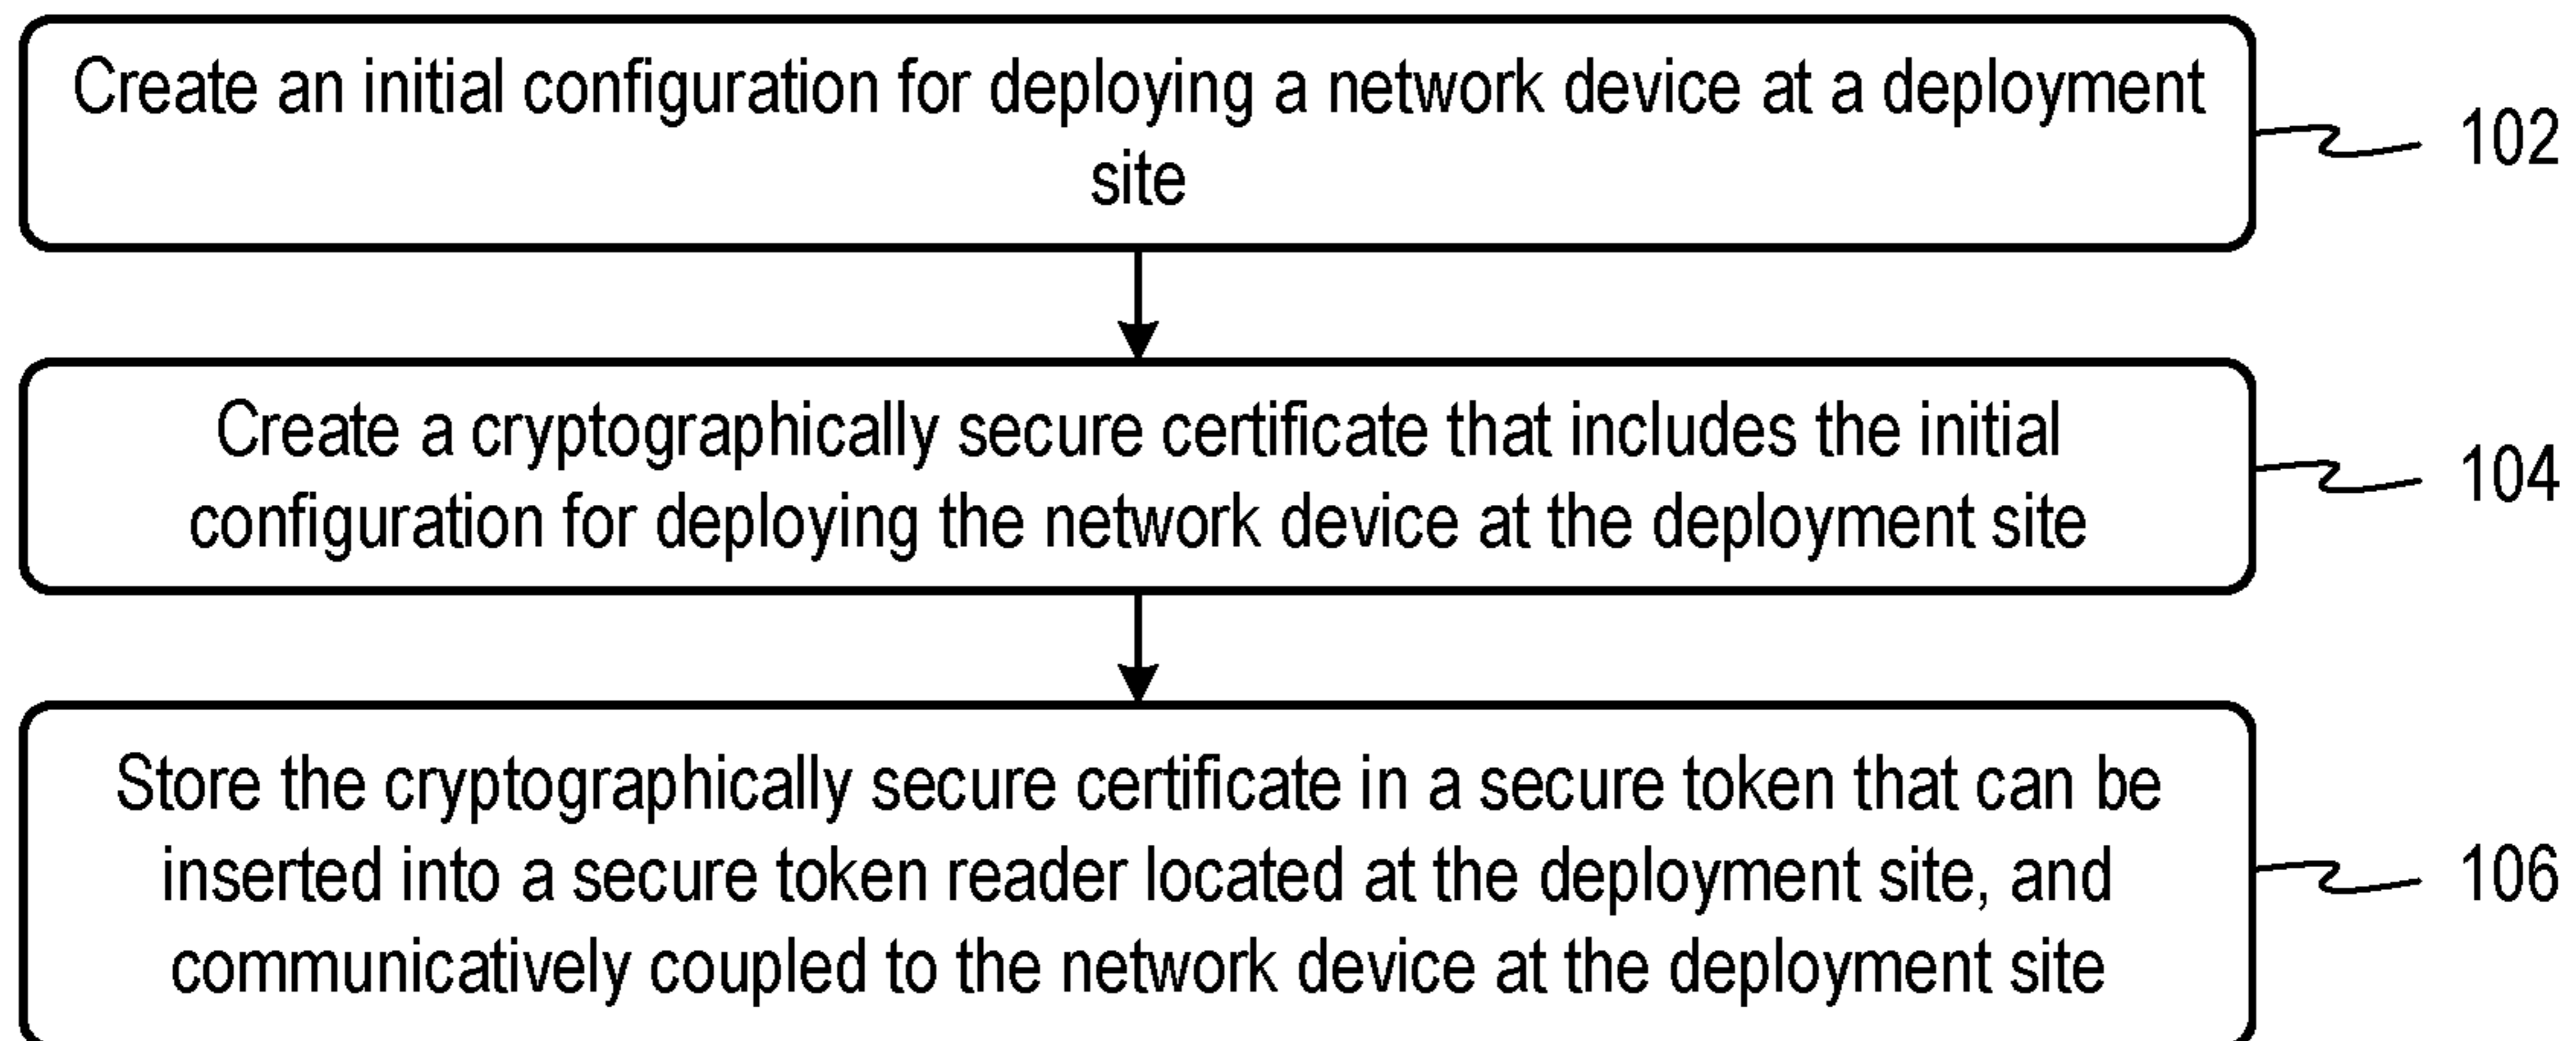 Create an initial configuration for deploying a network device at a deployment
site
102
Create a cryptographically secure certificate that includes the initial
configuration for deploying the network device at the deployment site
104
Store the cryptographically secure certificate in a secure token that can be
inserted into a secure token reader located at the deployment site, and
communicatively coupled to the network device at the deployment site
106